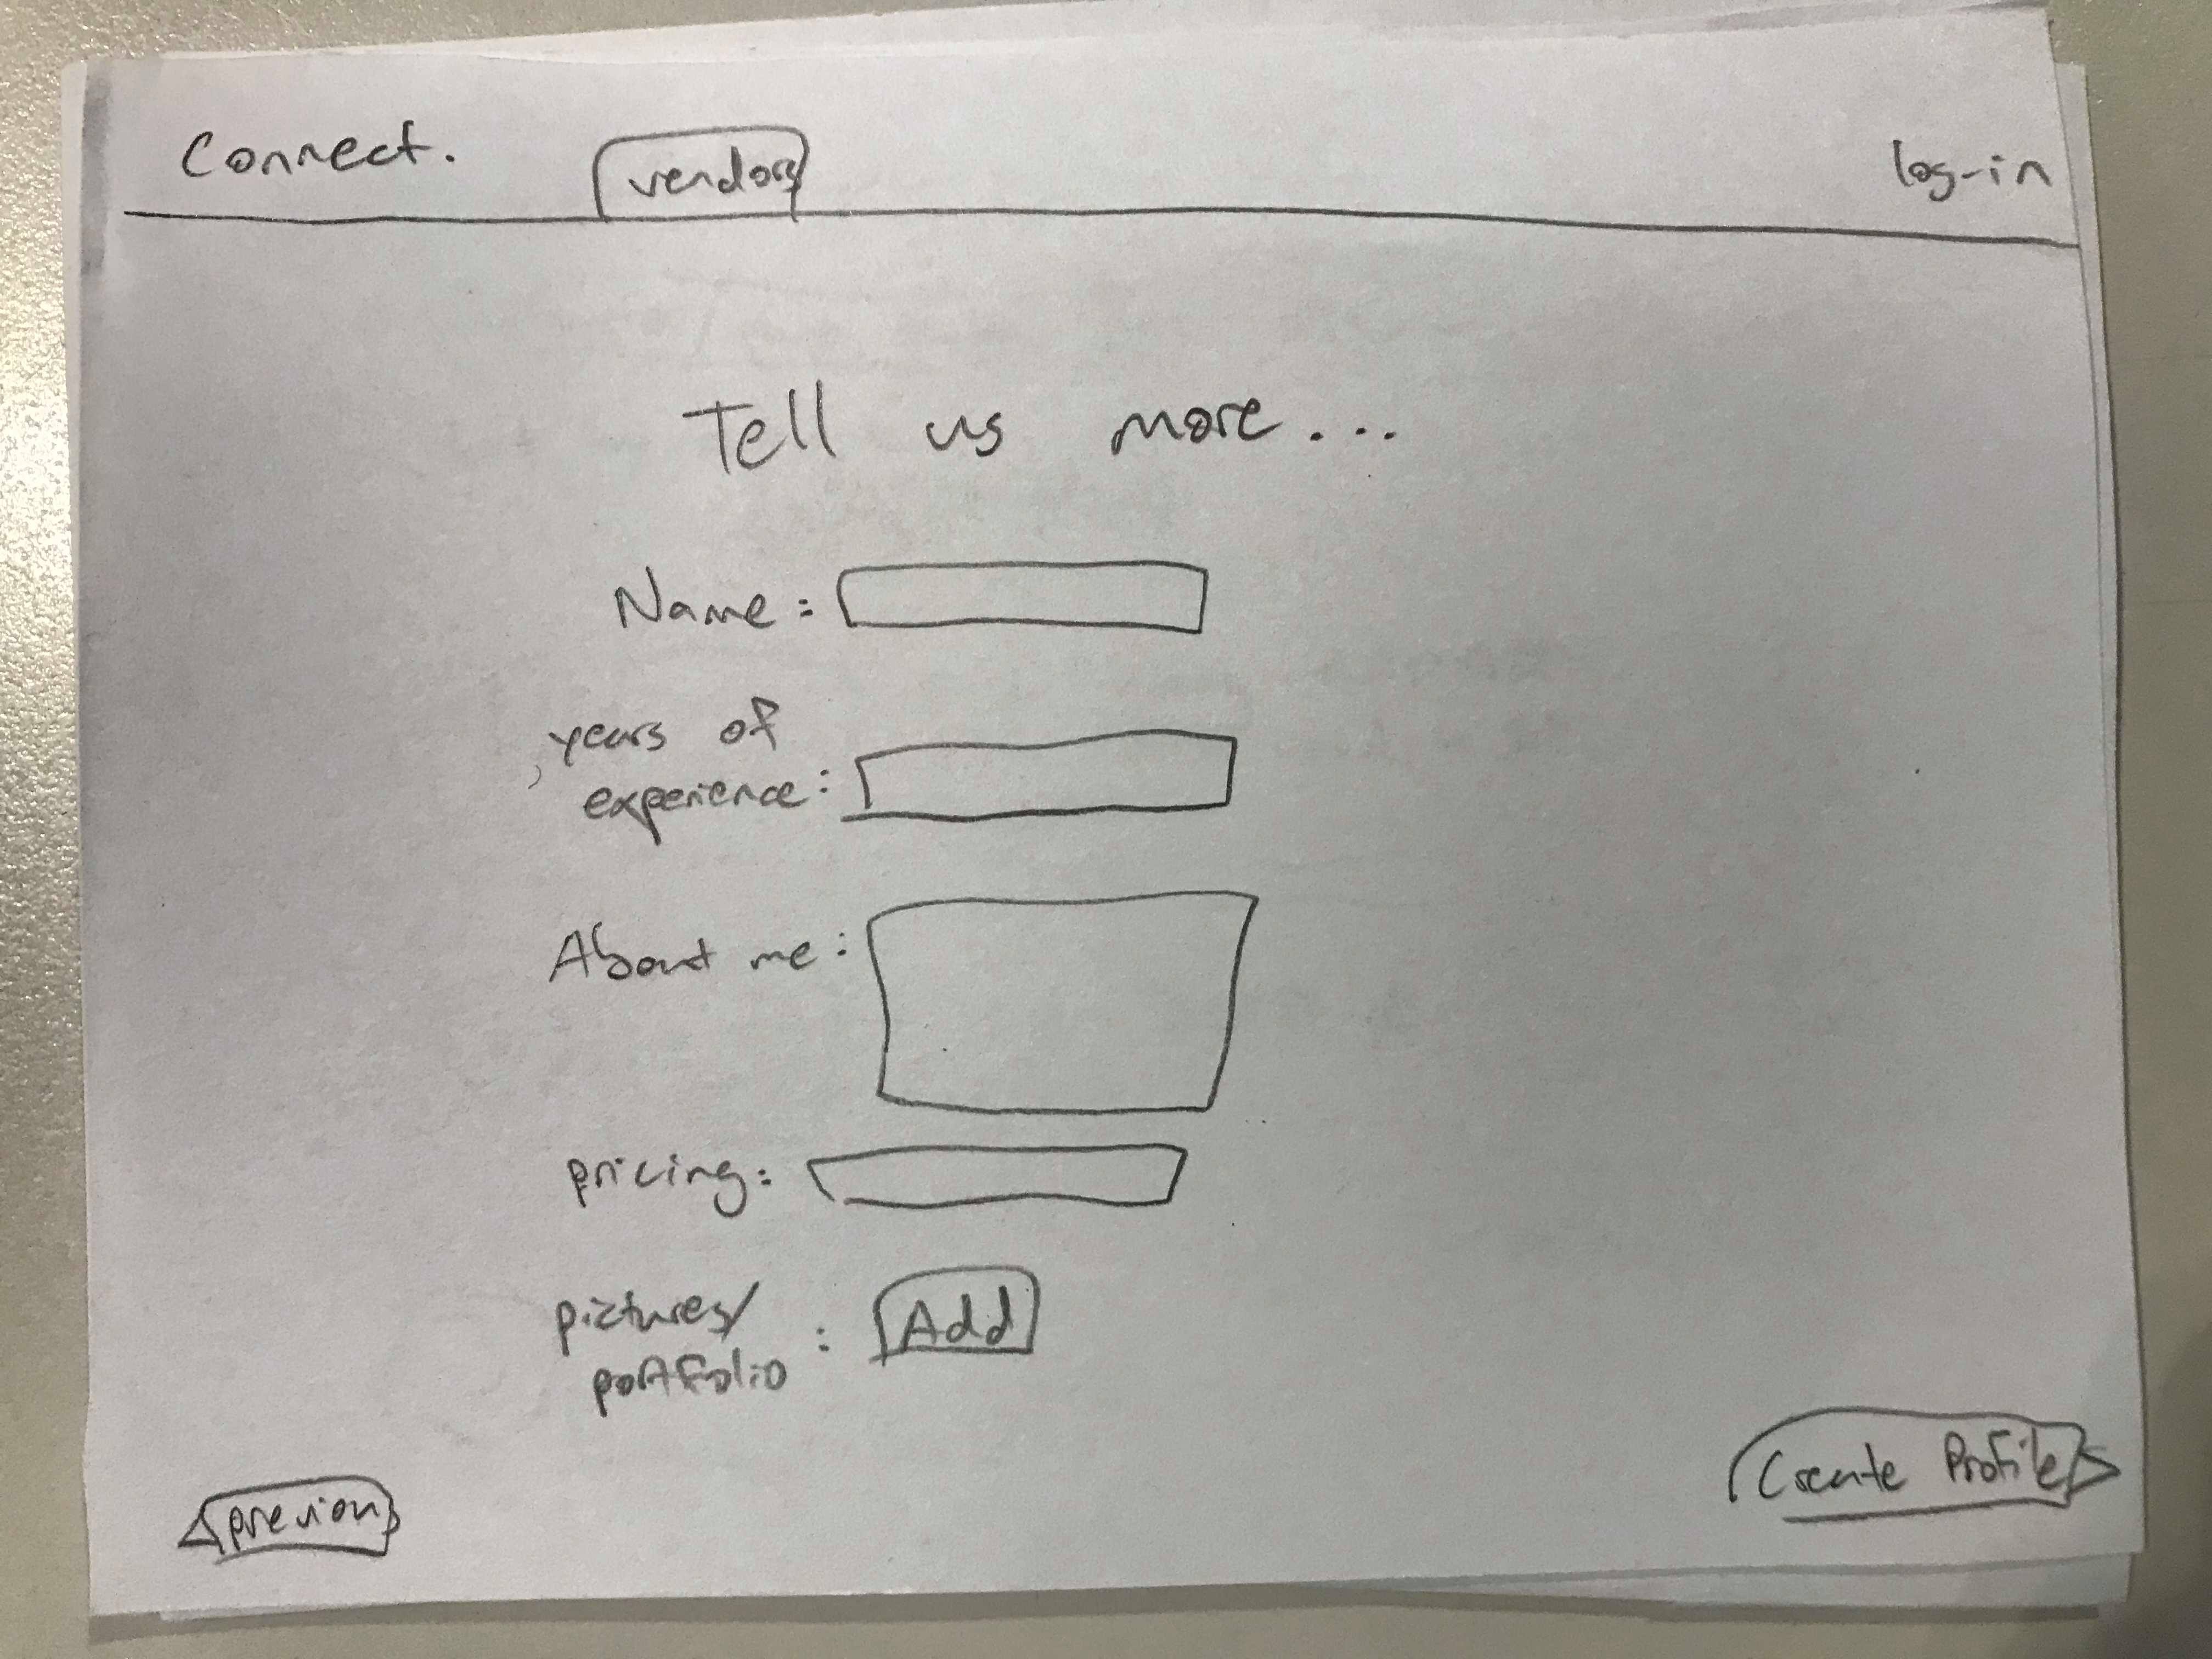 Connect.
vendors
log-in
Tell us more...
Name:
years of
experience:
About me:
pricing:
pictures/
portfolio :
Add
previous
Create Profile